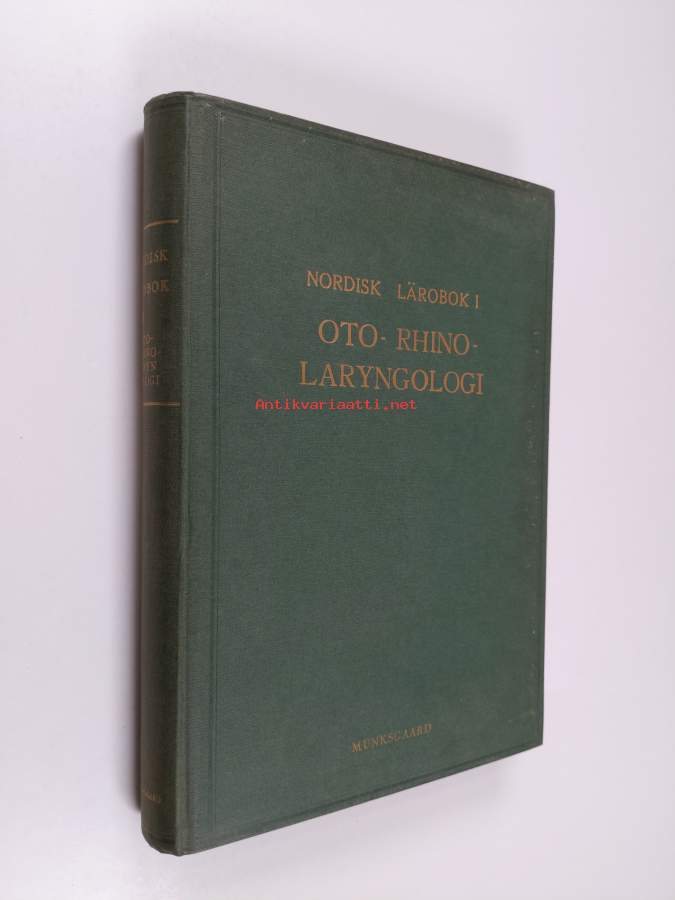 NORDISK LÄROBOK I
OTO- RHINO-
LARYNGOLOGI
Antikvariaatti.net
MUNKSGAARD